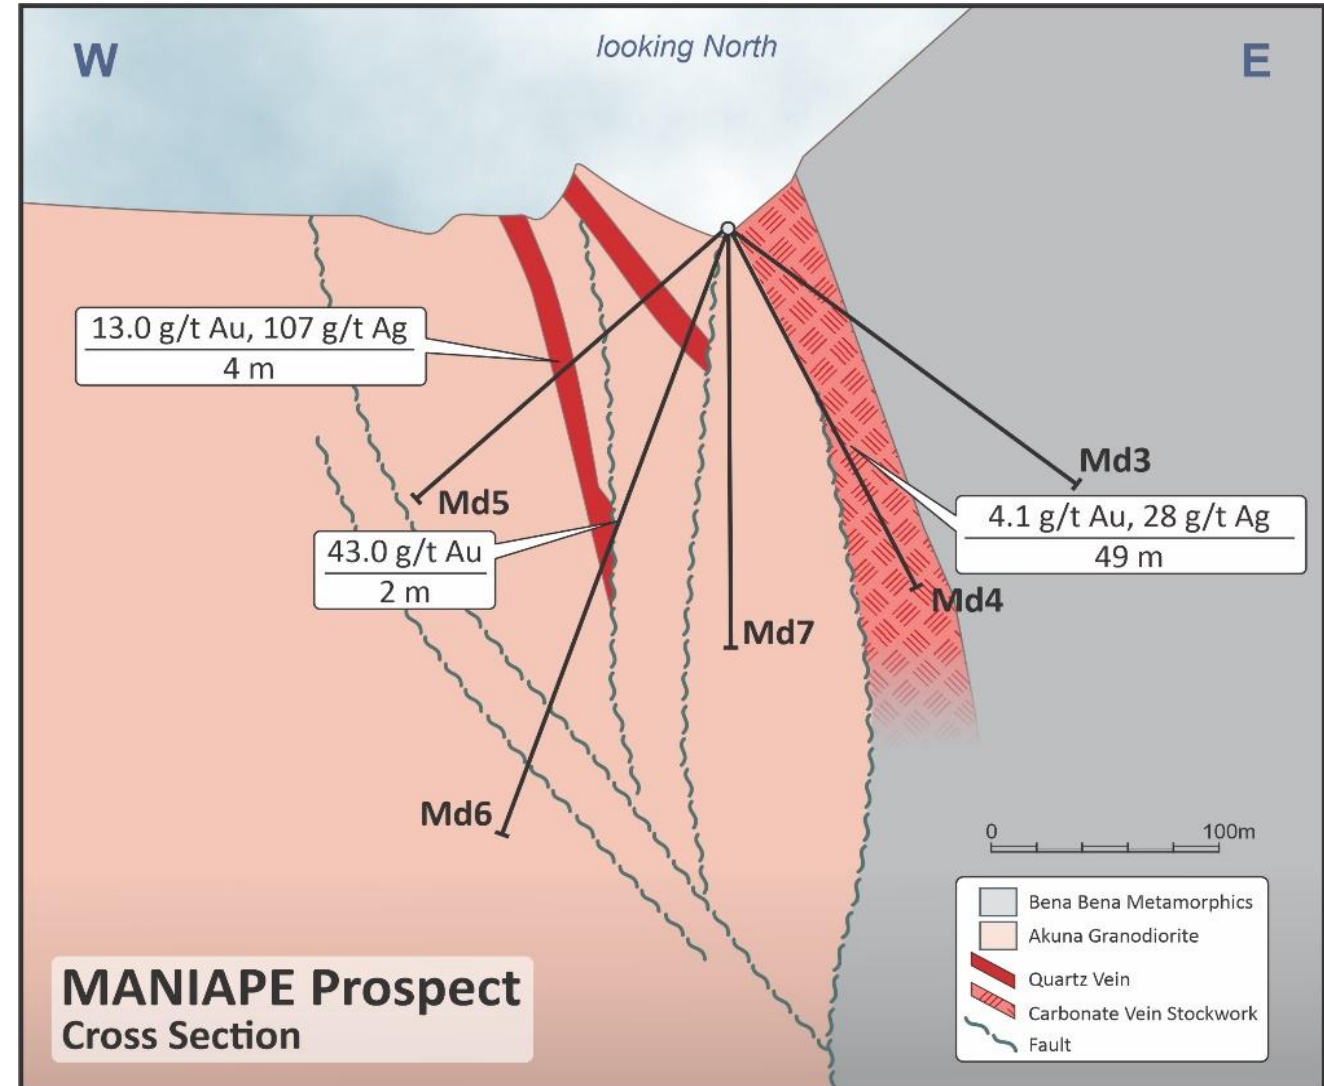 W
looking North
E
13.0 g/t Au, 107 g/t Ag
4 m
Md3
Md5
4.1 g/t Au, 28 g/t Ag
49 m
43.0 g/t Au
2 m
Md4
Md7
Md6
0
100m
Bena Bena Metamorphics
Akuna Granodiorite
Quartz Vein
Carbonate Vein Stockwork
Fault
MANIAPE Prospect
Cross Section